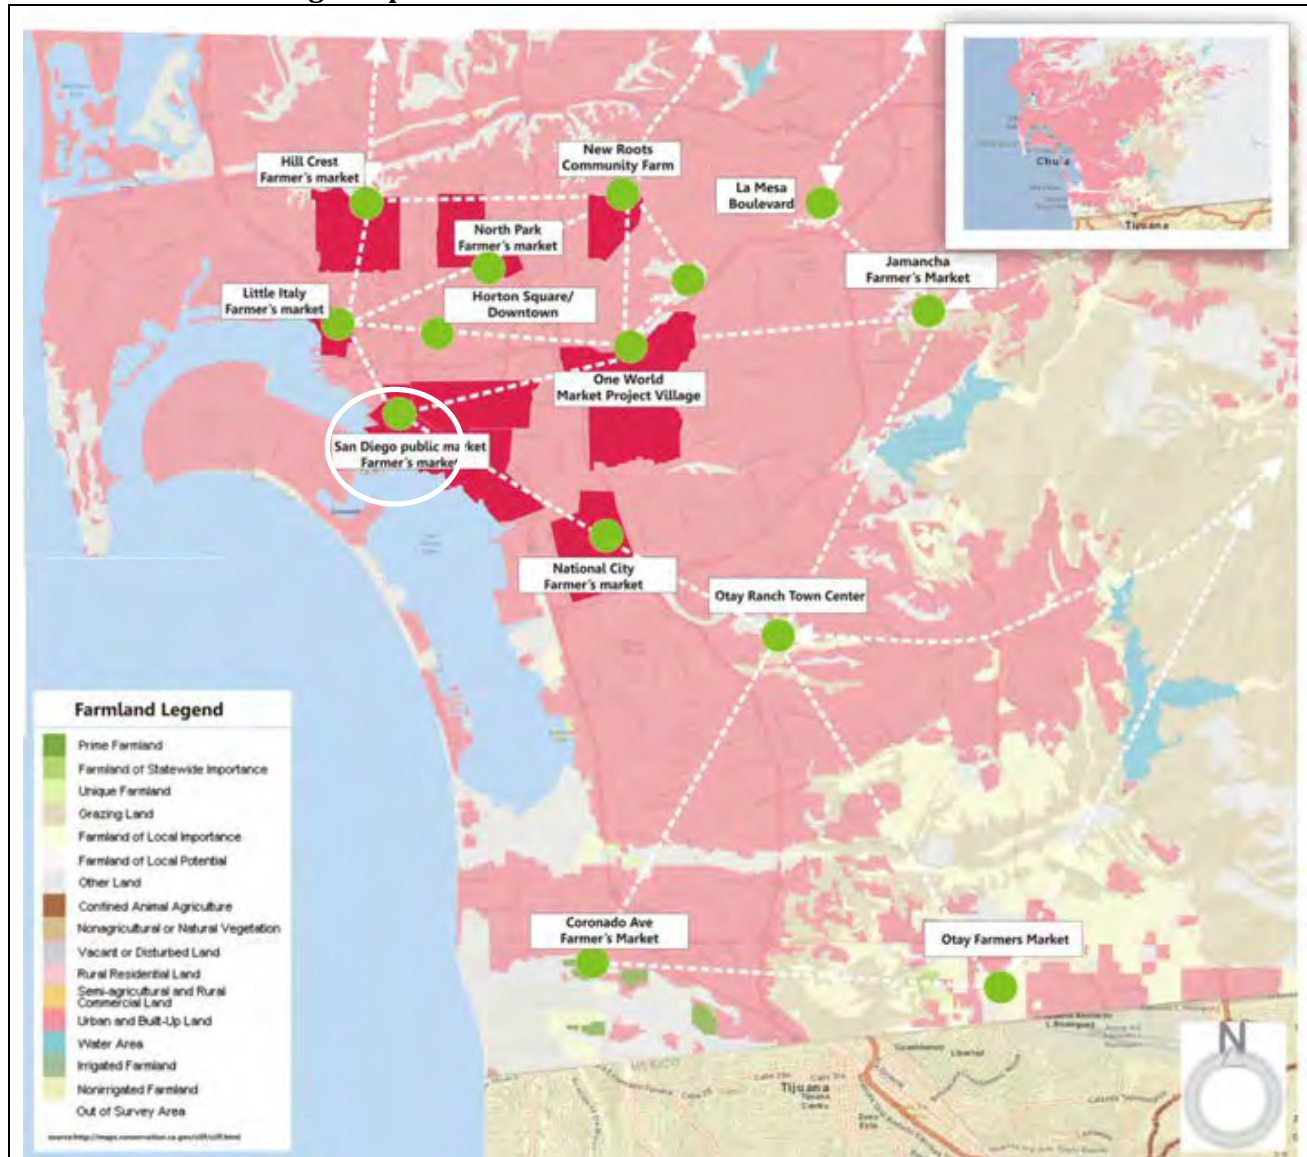 Hill Crest
Farmer's market
New Roots
Community Farm
La Mesa
Boulevard
North Park
Farmer's market
Jamancha
Farmer's Market
Little Italy
Farmer's market
Horton Square/
Downtown
One World
Market Project Village
San Diego public market
Farmer's market
National City
Farmer's market
Otay Ranch Town Center
Coronado Ave
Farmer's Market
Otay Farmers Market
Chula
Tijuana
Farmland Legend
Prime Farmland
Farmland of Statewide Importance
Unique Farmland
Grazing Land
Farmland of Local Importance
Farmland of Local Potential
Other Land
Confined Animal Agriculture
Nonagricultural or Natural Vegetation
Vacant or Disturbed Land
Rural Residential Land
Semi-agricultural and Rural
Commercial Land
Urban and Built-Up Land
Water Area
Irrigated Farmland
Nonirrigated Farmland
Out of Survey Area
MEXICO
Tijuana
Libertad
N